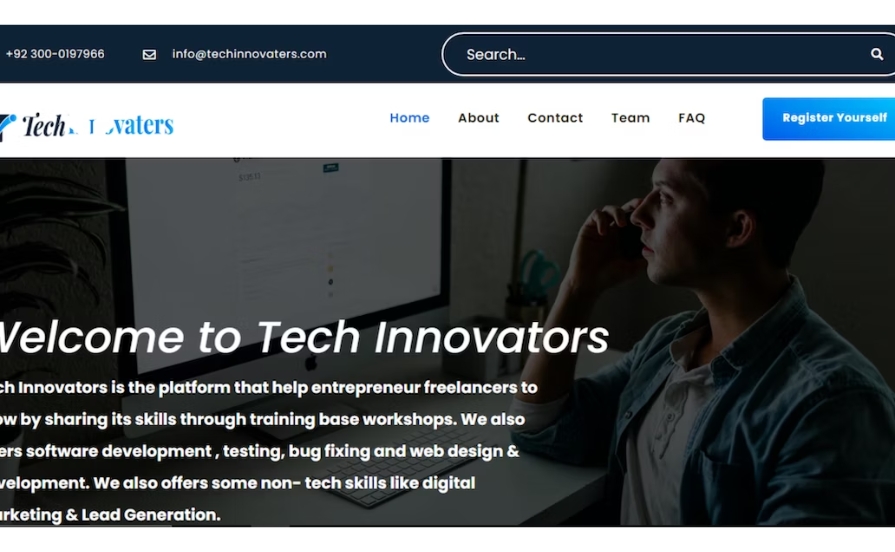 +92 300-0197966
info@techinnovaters.com
Search...
Tech
vaters
Home
About
Contact
Team
FAQ
Register Yourself
Welcome to Tech Innovators
ch Innovators is the platform that help entrepreneur freelancers to
ow by sharing its skills through training base workshops. We also
ers software development , testing, bug fixing and web design &
velopment. We also offers some non- tech skills like digital
arketing & Lead Generation.